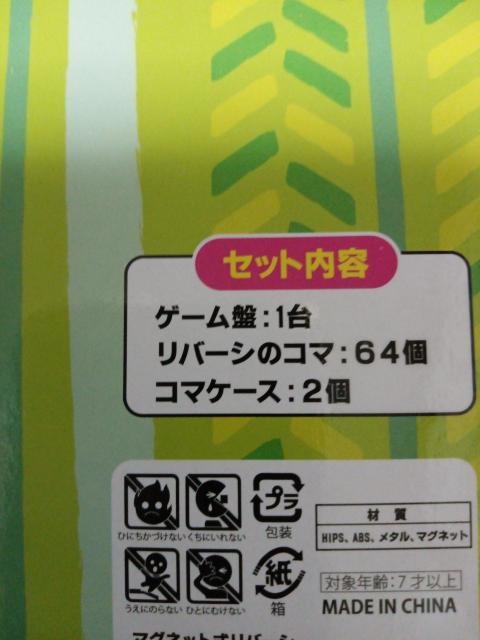 セット内容
ゲーム盤:1台
リバーシのコマ:64個
コマケース:2個
ひにちかづけない くちにいれない
プラ
包装
材質
HIPS、ABS、メタル、マグネット
うえにのらない ひとにむけない
紙
箱
対象年齢:7才以上
MADE IN CHINA